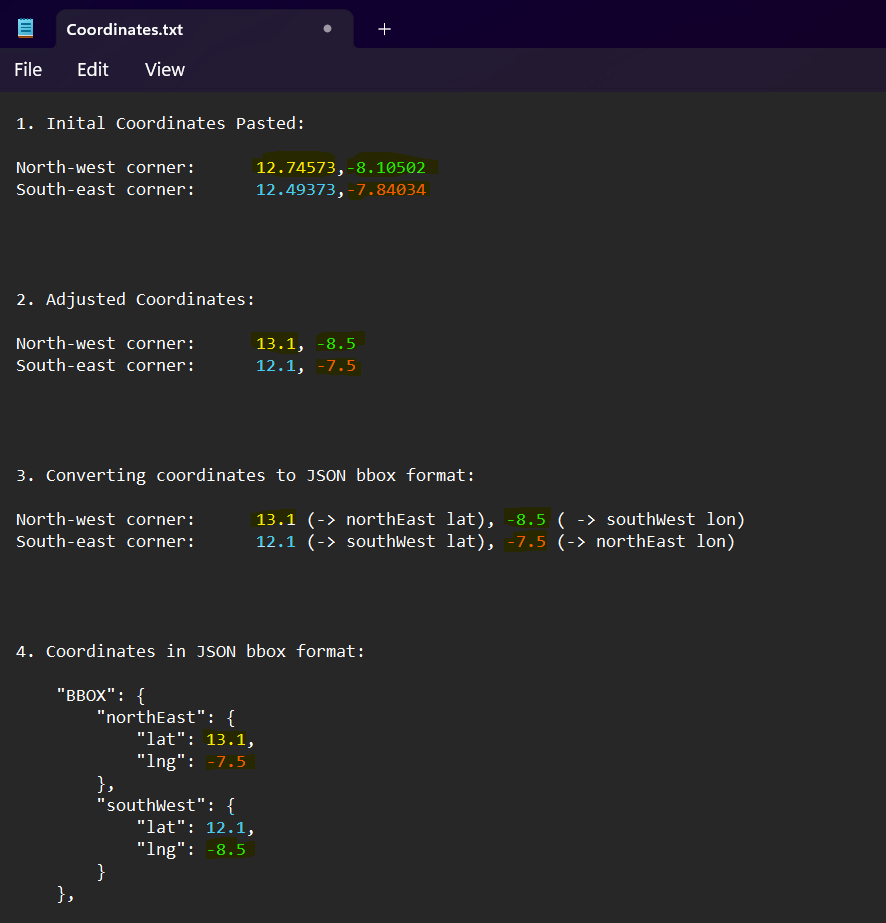 Coordinates.txt
File Edit View
1. Inital Coordinates Pasted:
North-west corner: 12.74573,-8.10502
South-east corner: 12.49373,-7.84034
2. Adjusted Coordinates:
North-west corner: 13.1, -8.5
South-east corner: 12.1, -7.5
3. Converting coordinates to JSON bbox format:
North-west corner: 13.1 (-> northEast lat), -8.5 ( -> southWest lon)
South-east corner: 12.1 (-> southWest lat), -7.5 (-> northEast lon)
4. Coordinates in JSON bbox format:
"BBOX": {
"northEast": {
"lat": 13.1,
"lng": -7.5
},
"southWest": {
"lat": 12.1,
"lng": -8.5
}
},